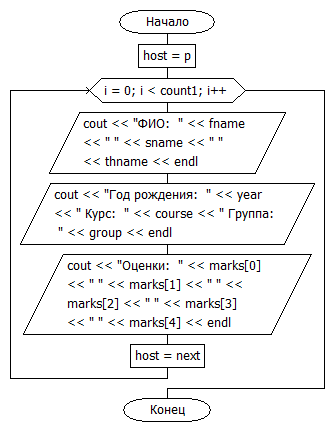 Начало
host = p
i = 0; i < count1; i++
cout << "ФИО:  " << fname
<< " " << sname << " "
<< thname << endl
cout << "Год рождения:  " << year
<< " Курс:  " << course << " Группа:
" << group << endl
cout << "Оценки:  " << marks[0]
<< " " << marks[1] << " " <<
marks[2] << " " << marks[3]
<< " " << marks[4] << endl
host = next
Конец